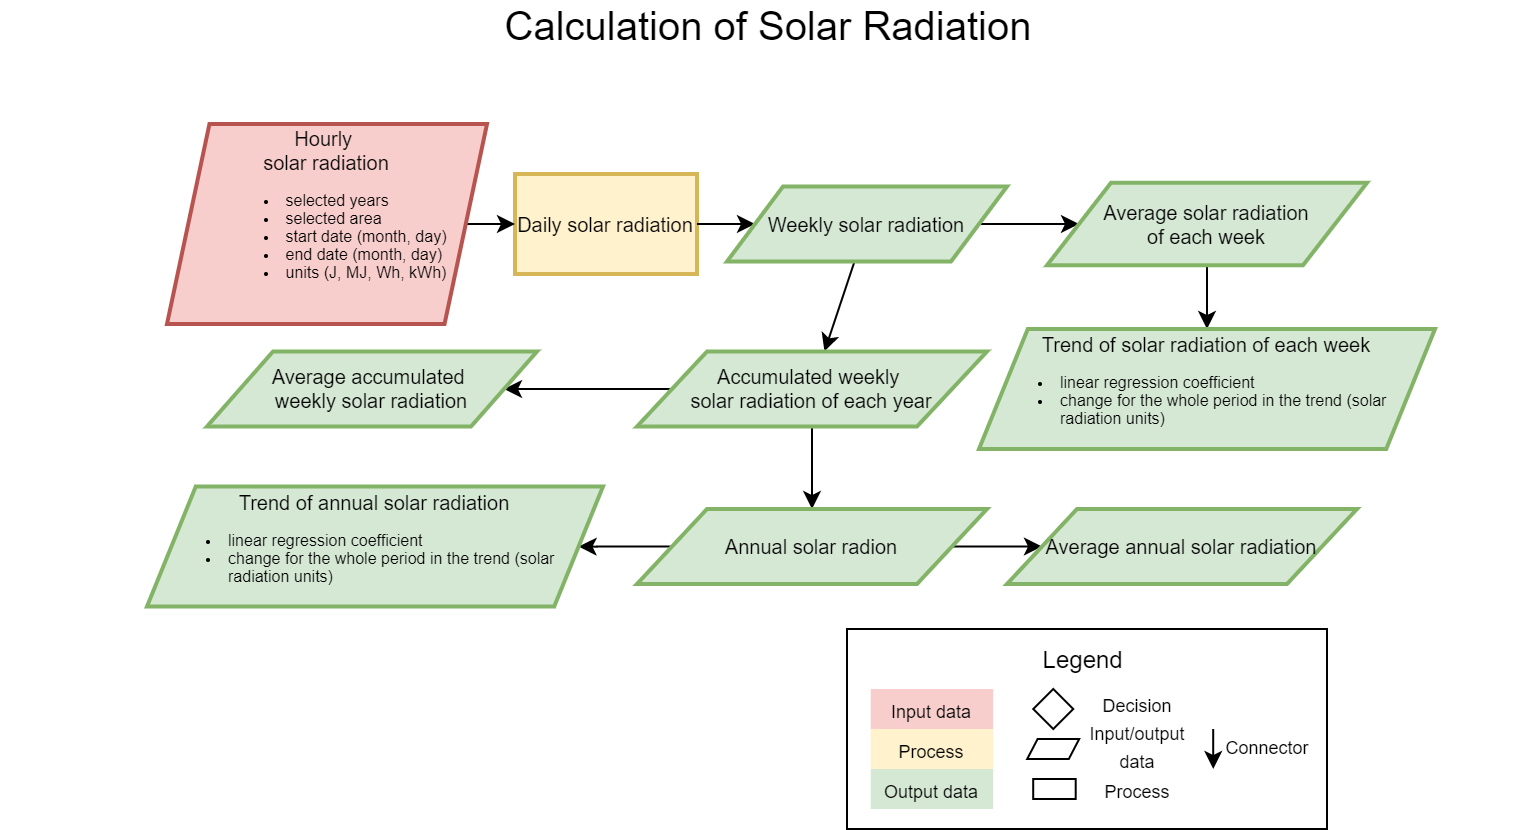 Calculation of Solar Radiation
Hourly
solar radiation
• selected years
• selected area
• start date (month, day)
• end date (month, day)
• units (J, MJ, Wh, kWh)
Daily solar radiation
Weekly solar radiation
Average solar radiation
of each week
Trend of solar radiation of each week
• linear regression coefficient
• change for the whole period in the trend (solar
radiation units)
Accumulated weekly
solar radiation of each year
Average accumulated
weekly solar radiation
Trend of annual solar radiation
• linear regression coefficient
• change for the whole period in the trend (solar
radiation units)
Annual solar radion
Average annual solar radiation
Legend
Input data
Process
Output data
Decision
Input/output
data
Process
Connector